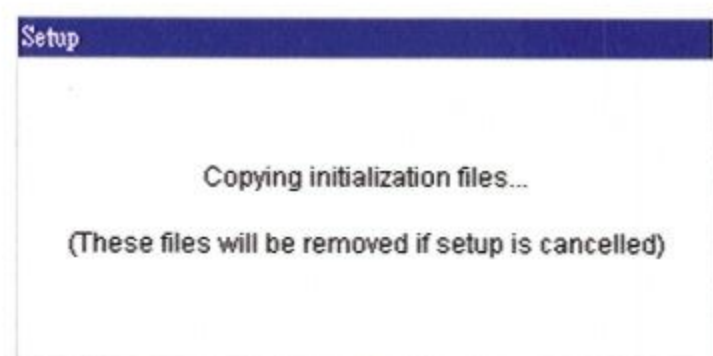 Setup
Copying initialization files...
(These files will be removed if setup is cancelled)